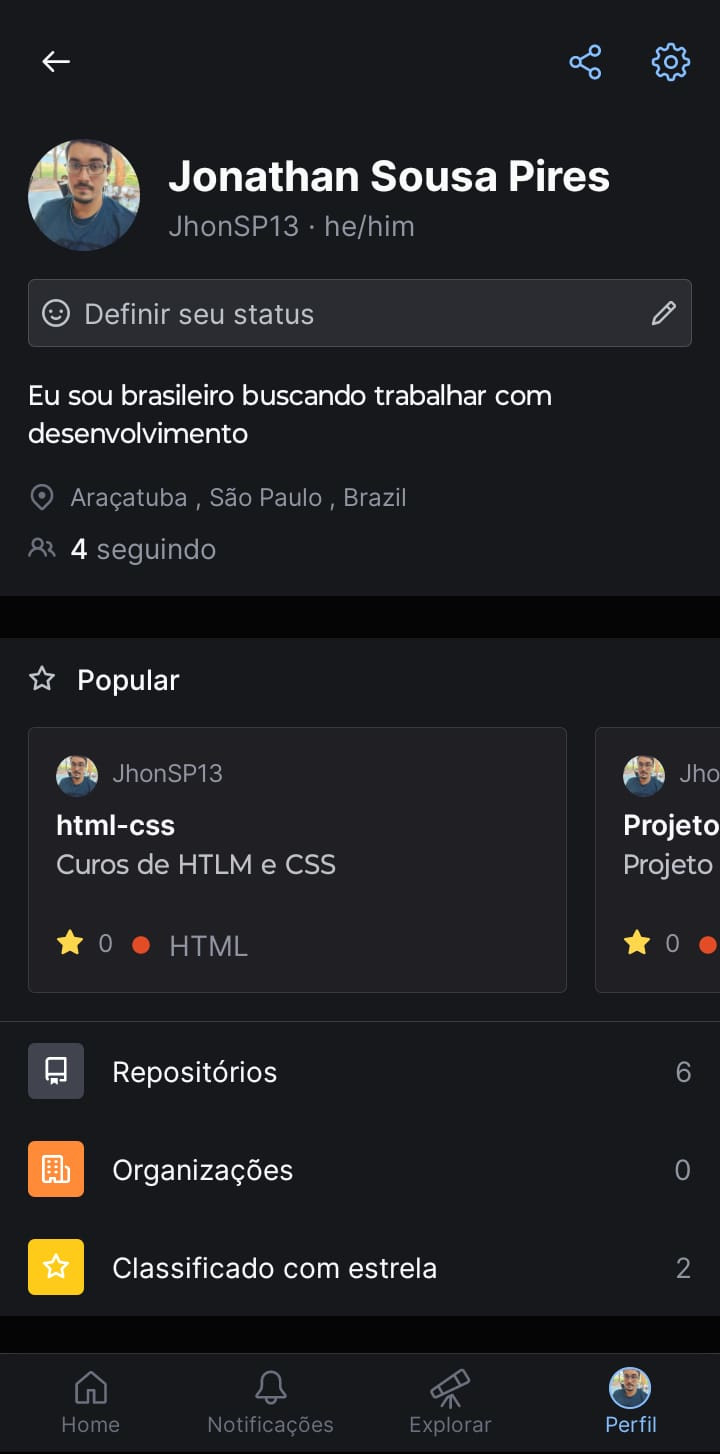 Jonathan Sousa Pires
JhonSP13 · he/him
Definir seu status
Eu sou brasileiro buscando trabalhar com
desenvolvimento
Araçatuba , São Paulo , Brazil
4 seguindo
Popular
JhonSP13
html-css
Curos de HTLM e CSS
0 HTML
Jho
Projeto
Projeto
0
Repositórios 6
Organizações 0
Classificado com estrela 2
Home
Notificações
Explorar
Perfil